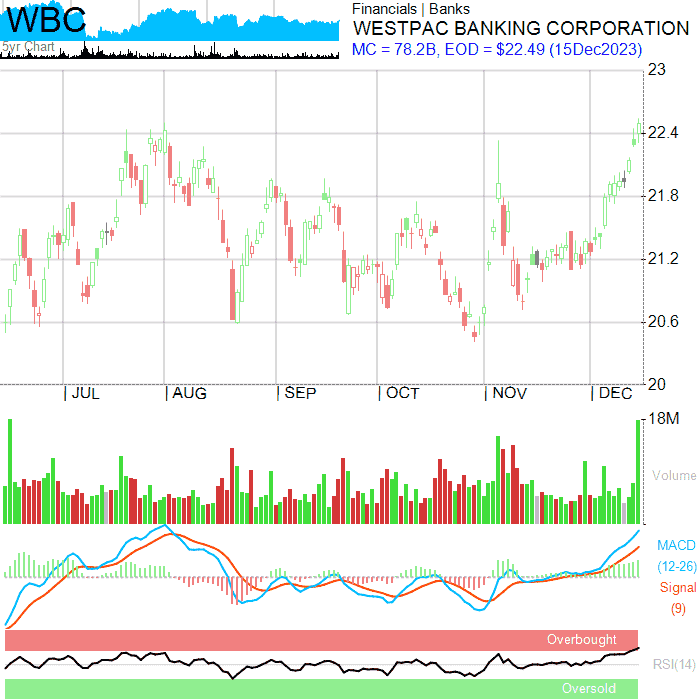 WBC
5yr Chart
Financials | Banks
WESTPAC BANKING CORPORATION
MC = 78.2B, EOD = $22.49 (15Dec2023)
23
22.4
21.8
21.2
20.6
20
| JUL | AUG | SEP | OCT | NOV | DEC
18M
Volume
MACD
(12-26)
Signal
(9)
Overbought
RSI(14)
Oversold